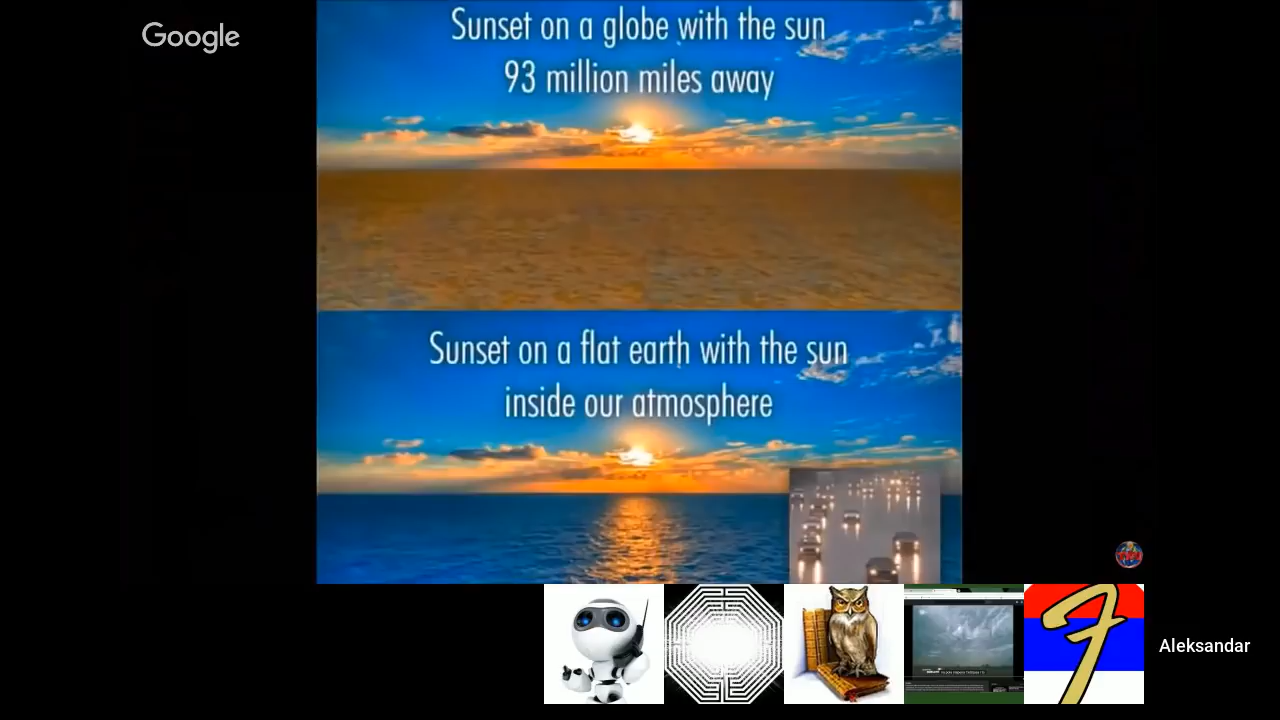 Google
Sunset on a globe with the sun
93 million miles away
Sunset on a flat earth with the sun
inside our atmosphere
Aleksandar